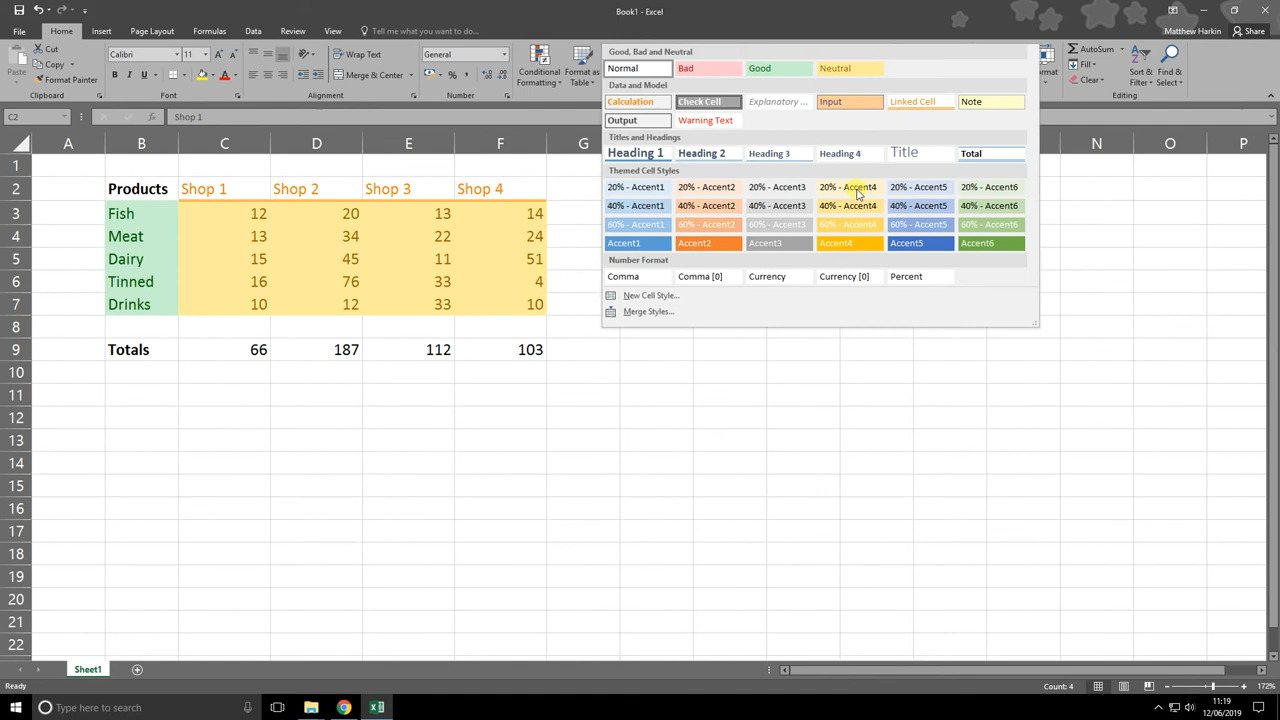 Book1 - Excel
Matthew Harkin
Share
File Home Insert Page Layout Formulas Data Review View Tell me what you want to do...
Paste
Cut
Copy
Format Painter
Clipboard
Calibri 11
B I U
Font
Wrap Text
Merge & Center
Alignment
General
Number
Conditional Formatting
Format as Table
AutoSum
Fill
Clear
Sort & Filter
Find & Select
Editing
Good, Bad and Neutral
Normal Bad Good Neutral
Data and Model
Calculation Check Cell Explanatory ... Input Linked Cell Note
Output Warning Text
Titles and Headings
Heading 1 Heading 2 Heading 3 Heading 4 Title Total
Themed Cell Styles
20% - Accent1 20% - Accent2 20% - Accent3 20% - Accent4 20% - Accent5 20% - Accent6
40% - Accent1 40% - Accent2 40% - Accent3 40% - Accent4 40% - Accent5 40% - Accent6
60% - Accent1 60% - Accent2 60% - Accent3 60% - Accent4 60% - Accent5 60% - Accent6
Accent1 Accent2 Accent3 Accent4 Accent5 Accent6
Number Format
Comma Comma [0] Currency Currency [0] Percent
New Cell Style...
Merge Styles...
C2 fx Shop 1
A B C D E F G N O P
1
2 Products Shop 1 Shop 2 Shop 3 Shop 4
3 Fish 12 20 13 14
4 Meat 13 34 22 24
5 Dairy 15 45 11 51
6 Tinned 16 76 33 4
7 Drinks 10 12 33 10
8
9 Totals 66 187 112 103
10
11
12
13
14
15
16
17
18
19
20
21
22
Sheet1
Ready
Count: 4
172%
Type here to search
11:19
12/06/2019